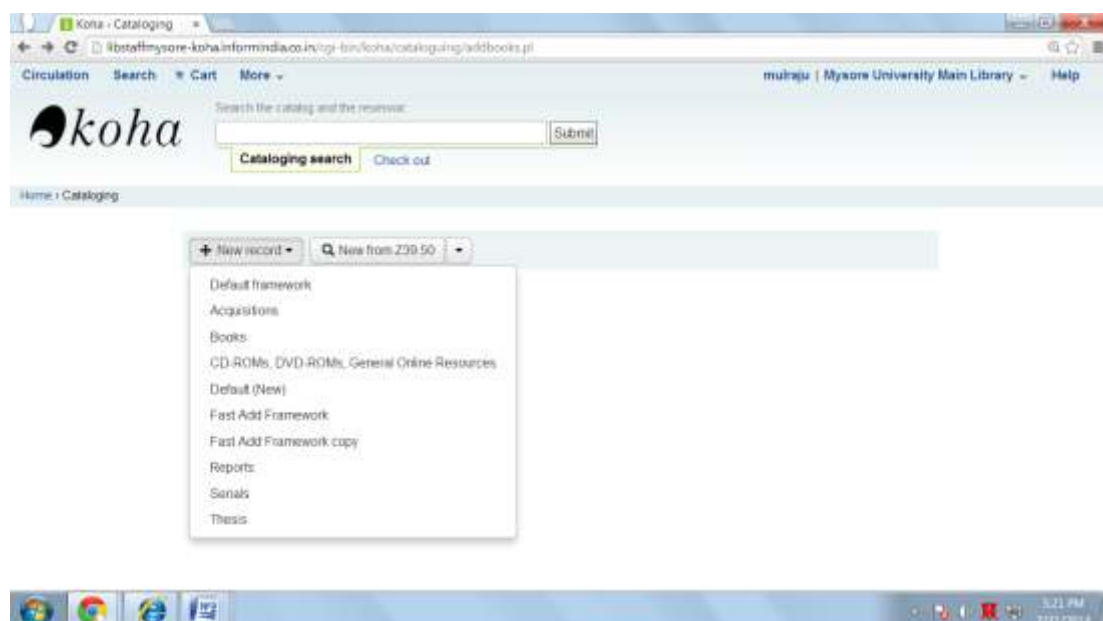 Koha › Cataloging ×
libstaffmysore-koha.informindia.co.in/cgi-bin/koha/cataloguing/addbooks.pl
Circulation Search Cart More mulraju | Mysore University Main Library Help
Search the catalog and the reservoir:
koha Submit
Cataloging search Check out
Home › Cataloging
New record New from Z39.50
Default framework
Acquisitions
Books
CD-ROMs, DVD-ROMs, General Online Resources
Default (New)
Fast Add Framework
Fast Add Framework copy
Reports
Serials
Thesis
5:21 PM